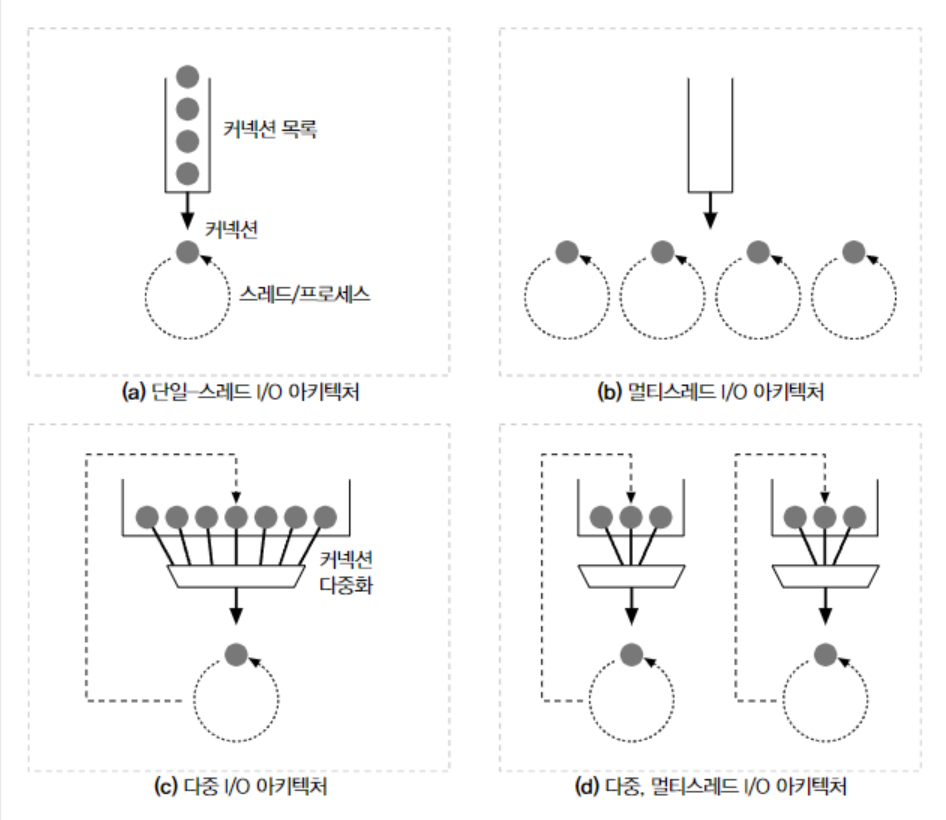 커넥션 목록
커넥션
스레드/프로세스
(a) 단일-스레드 I/O 아키텍처
(b) 멀티스레드 I/O 아키텍처
커넥션
다중화
(c) 다중 I/O 아키텍처
(d) 다중, 멀티스레드 I/O 아키텍처